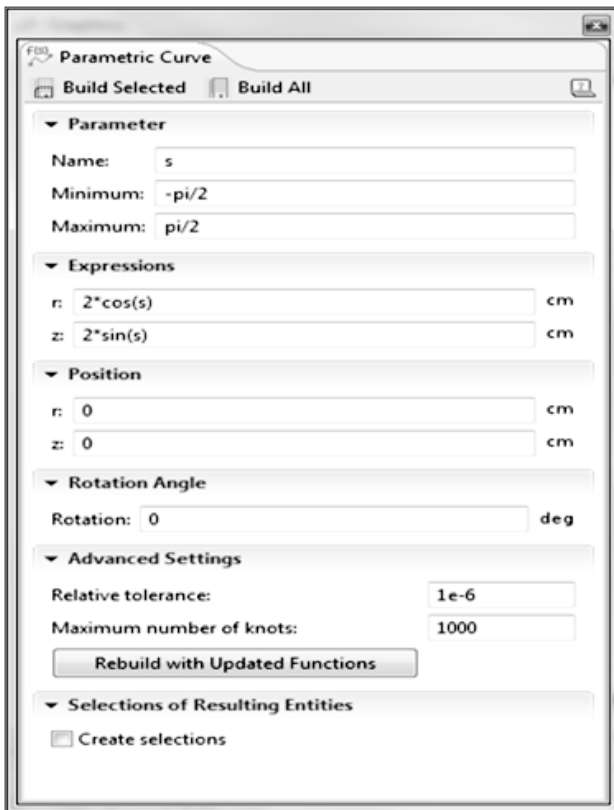 f(x)
Parametric Curve
Build Selected Build All
Parameter
Name: s
Minimum: -pi/2
Maximum: pi/2
Expressions
r: 2*cos(s) cm
z: 2*sin(s) cm
Position
r: 0 cm
z: 0 cm
Rotation Angle
Rotation: 0 deg
Advanced Settings
Relative tolerance: 1e-6
Maximum number of knots: 1000
Rebuild with Updated Functions
Selections of Resulting Entities
Create selections